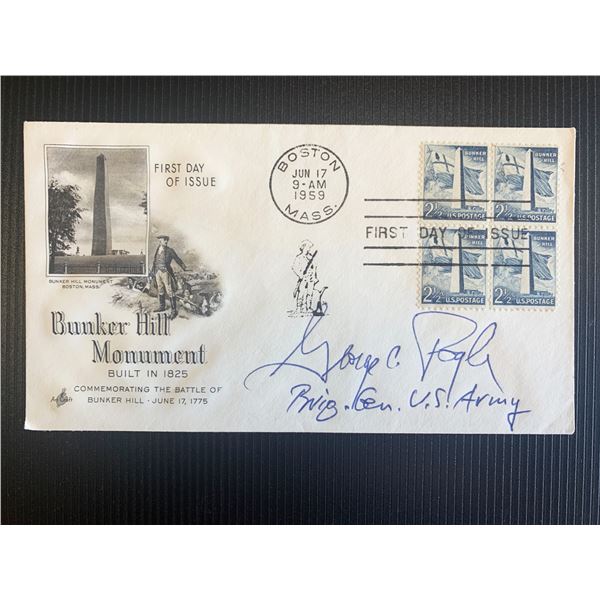 FIRST DAY
OF ISSUE
BUNKER HILL MONUMENT
BOSTON, MASS.
Bunker Hill
Monument
BUILT IN 1825
COMMEMORATING THE BATTLE OF
BUNKER HILL · JUNE 17, 1775
ArtCraft
BOSTON
JUN 17
9-AM
1959
MASS.
FIRST DAY OF ISSUE
BUNKER
HILL
2½¢ U.S.POSTAGE
BUNKER
HILL
2½¢ U.S.POSTAGE
BUNKER
HILL
2½¢ U.S.POSTAGE
BUNKER
HILL
2½¢ U.S.POSTAGE
George C.
Brig. Gen. U.S. Army